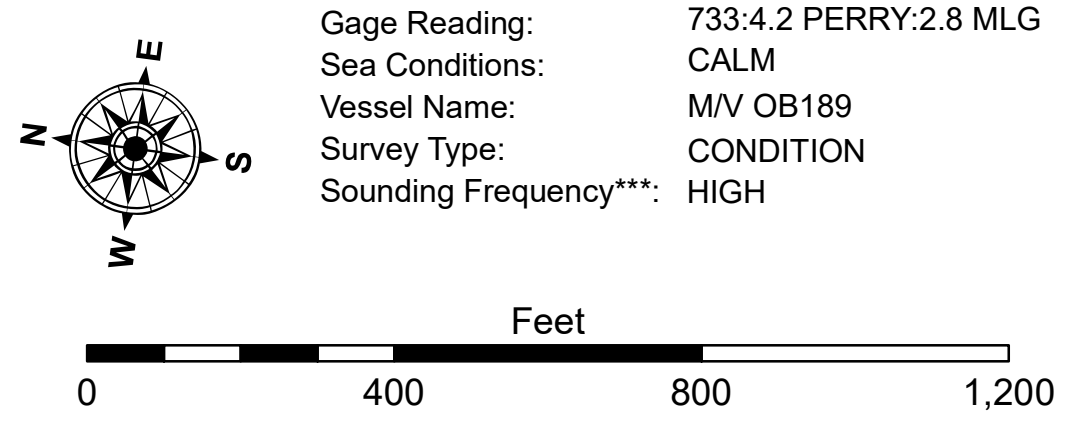 E
N
S
W
Gage Reading: 733:4.2 PERRY:2.8 MLG
Sea Conditions: CALM
Vessel Name: M/V OB189
Survey Type: CONDITION
Sounding Frequency***: HIGH
Feet
0 400 800 1,200